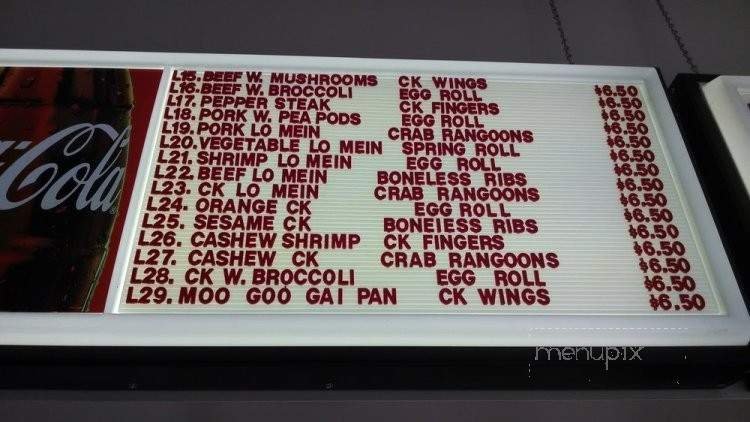 L15. BEEF W. MUSHROOMS CK WINGS $6.50
L16. BEEF W. BROCCOLI EGG ROLL $6.50
L17. PEPPER STEAK CK FINGERS $6.50
L18. PORK W. PEA PODS EGG ROLL $6.50
L19. PORK LO MEIN CRAB RANGOONS $6.50
L20. VEGETABLE LO MEIN SPRING ROLL $6.50
L21. SHRIMP LO MEIN EGG ROLL $6.50
L22. BEEF LO MEIN BONELESS RIBS $6.50
L23. CK LO MEIN CRAB RANGOONS $6.50
L24. ORANGE CK EGG ROLL $6.50
L25. SESAME CK BONEIESS RIBS $6.50
L26. CASHEW SHRIMP CK FINGERS $6.50
L27. CASHEW CK CRAB RANGOONS $6.50
L28. CK W. BROCCOLI EGG ROLL $6.50
L29. MOO GOO GAI PAN CK WINGS $6.50
Cola
menupix